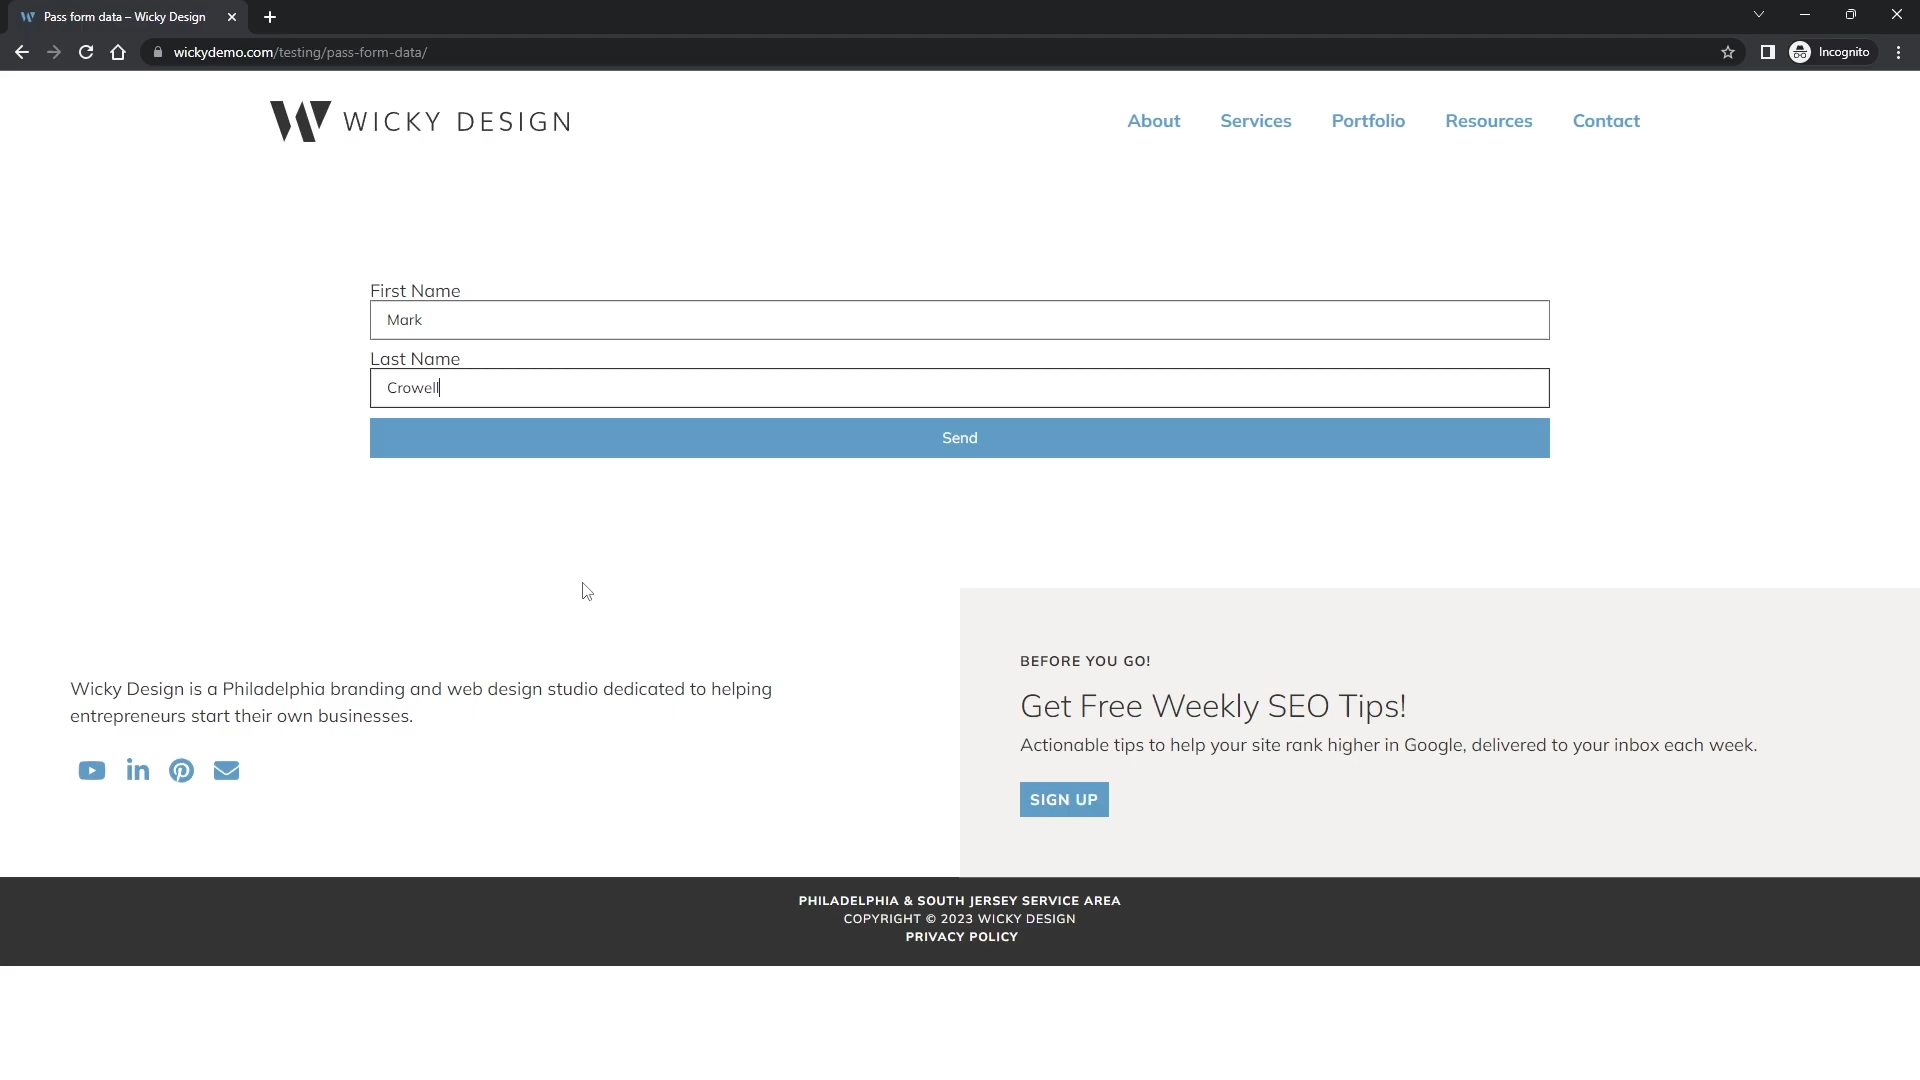 Pass form data – Wicky Design
wickydemo.com/testing/pass-form-data/
Incognito
WICKY DESIGN
About
Services
Portfolio
Resources
Contact
First Name
Mark
Last Name
Crowell
Send
Wicky Design is a Philadelphia branding and web design studio dedicated to helping
entrepreneurs start their own businesses.
BEFORE YOU GO!
Get Free Weekly SEO Tips!
Actionable tips to help your site rank higher in Google, delivered to your inbox each week.
SIGN UP
PHILADELPHIA & SOUTH JERSEY SERVICE AREA
COPYRIGHT © 2023 WICKY DESIGN
PRIVACY POLICY